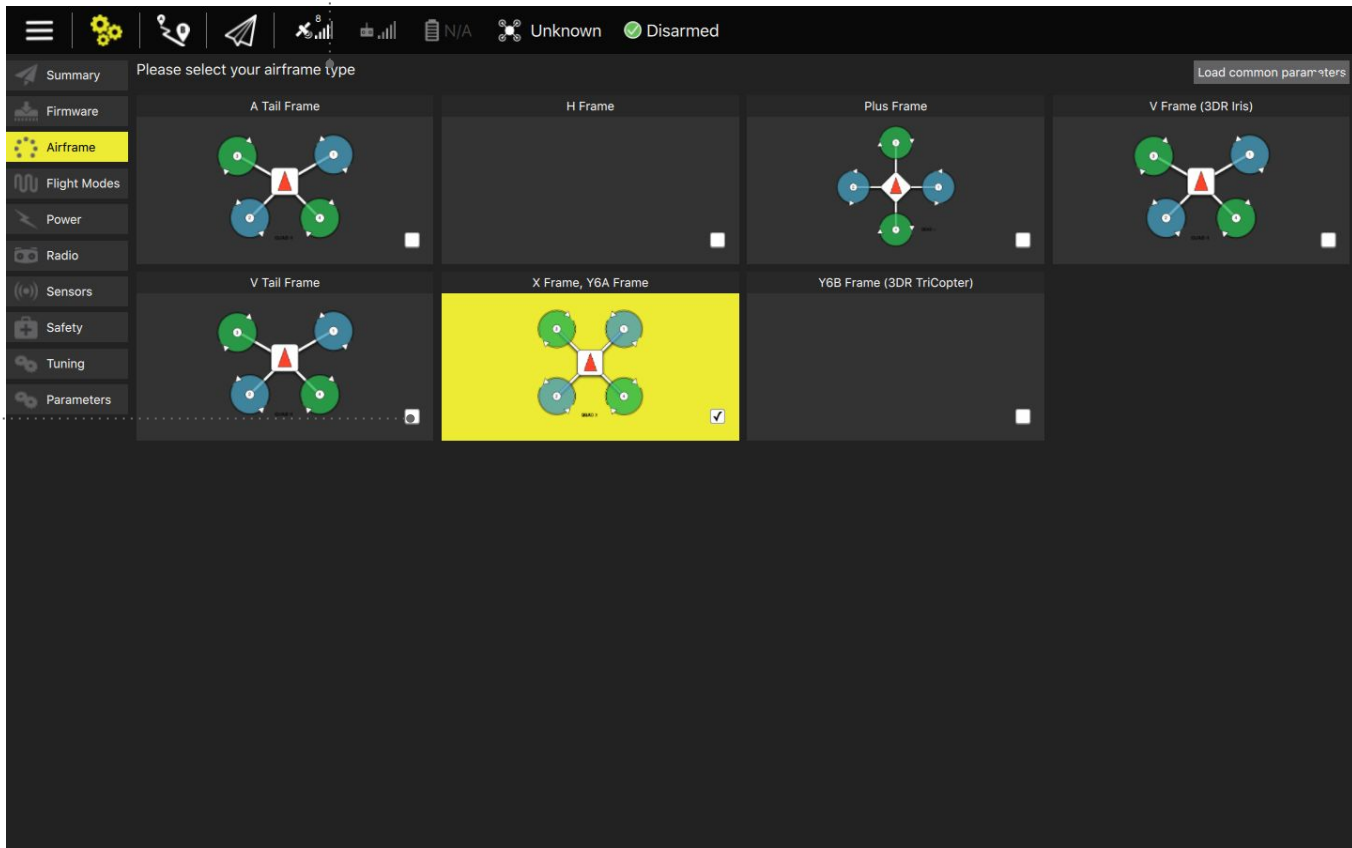 8
N/A
Unknown
Disarmed
Summary
Please select your airframe type
Load common parameters
Firmware
A Tail Frame
H Frame
Plus Frame
V Frame (3DR Iris)
Airframe
Flight Modes
Power
Radio
Sensors
V Tail Frame
X Frame, Y6A Frame
Y6B Frame (3DR TriCopter)
Safety
Tuning
Parameters